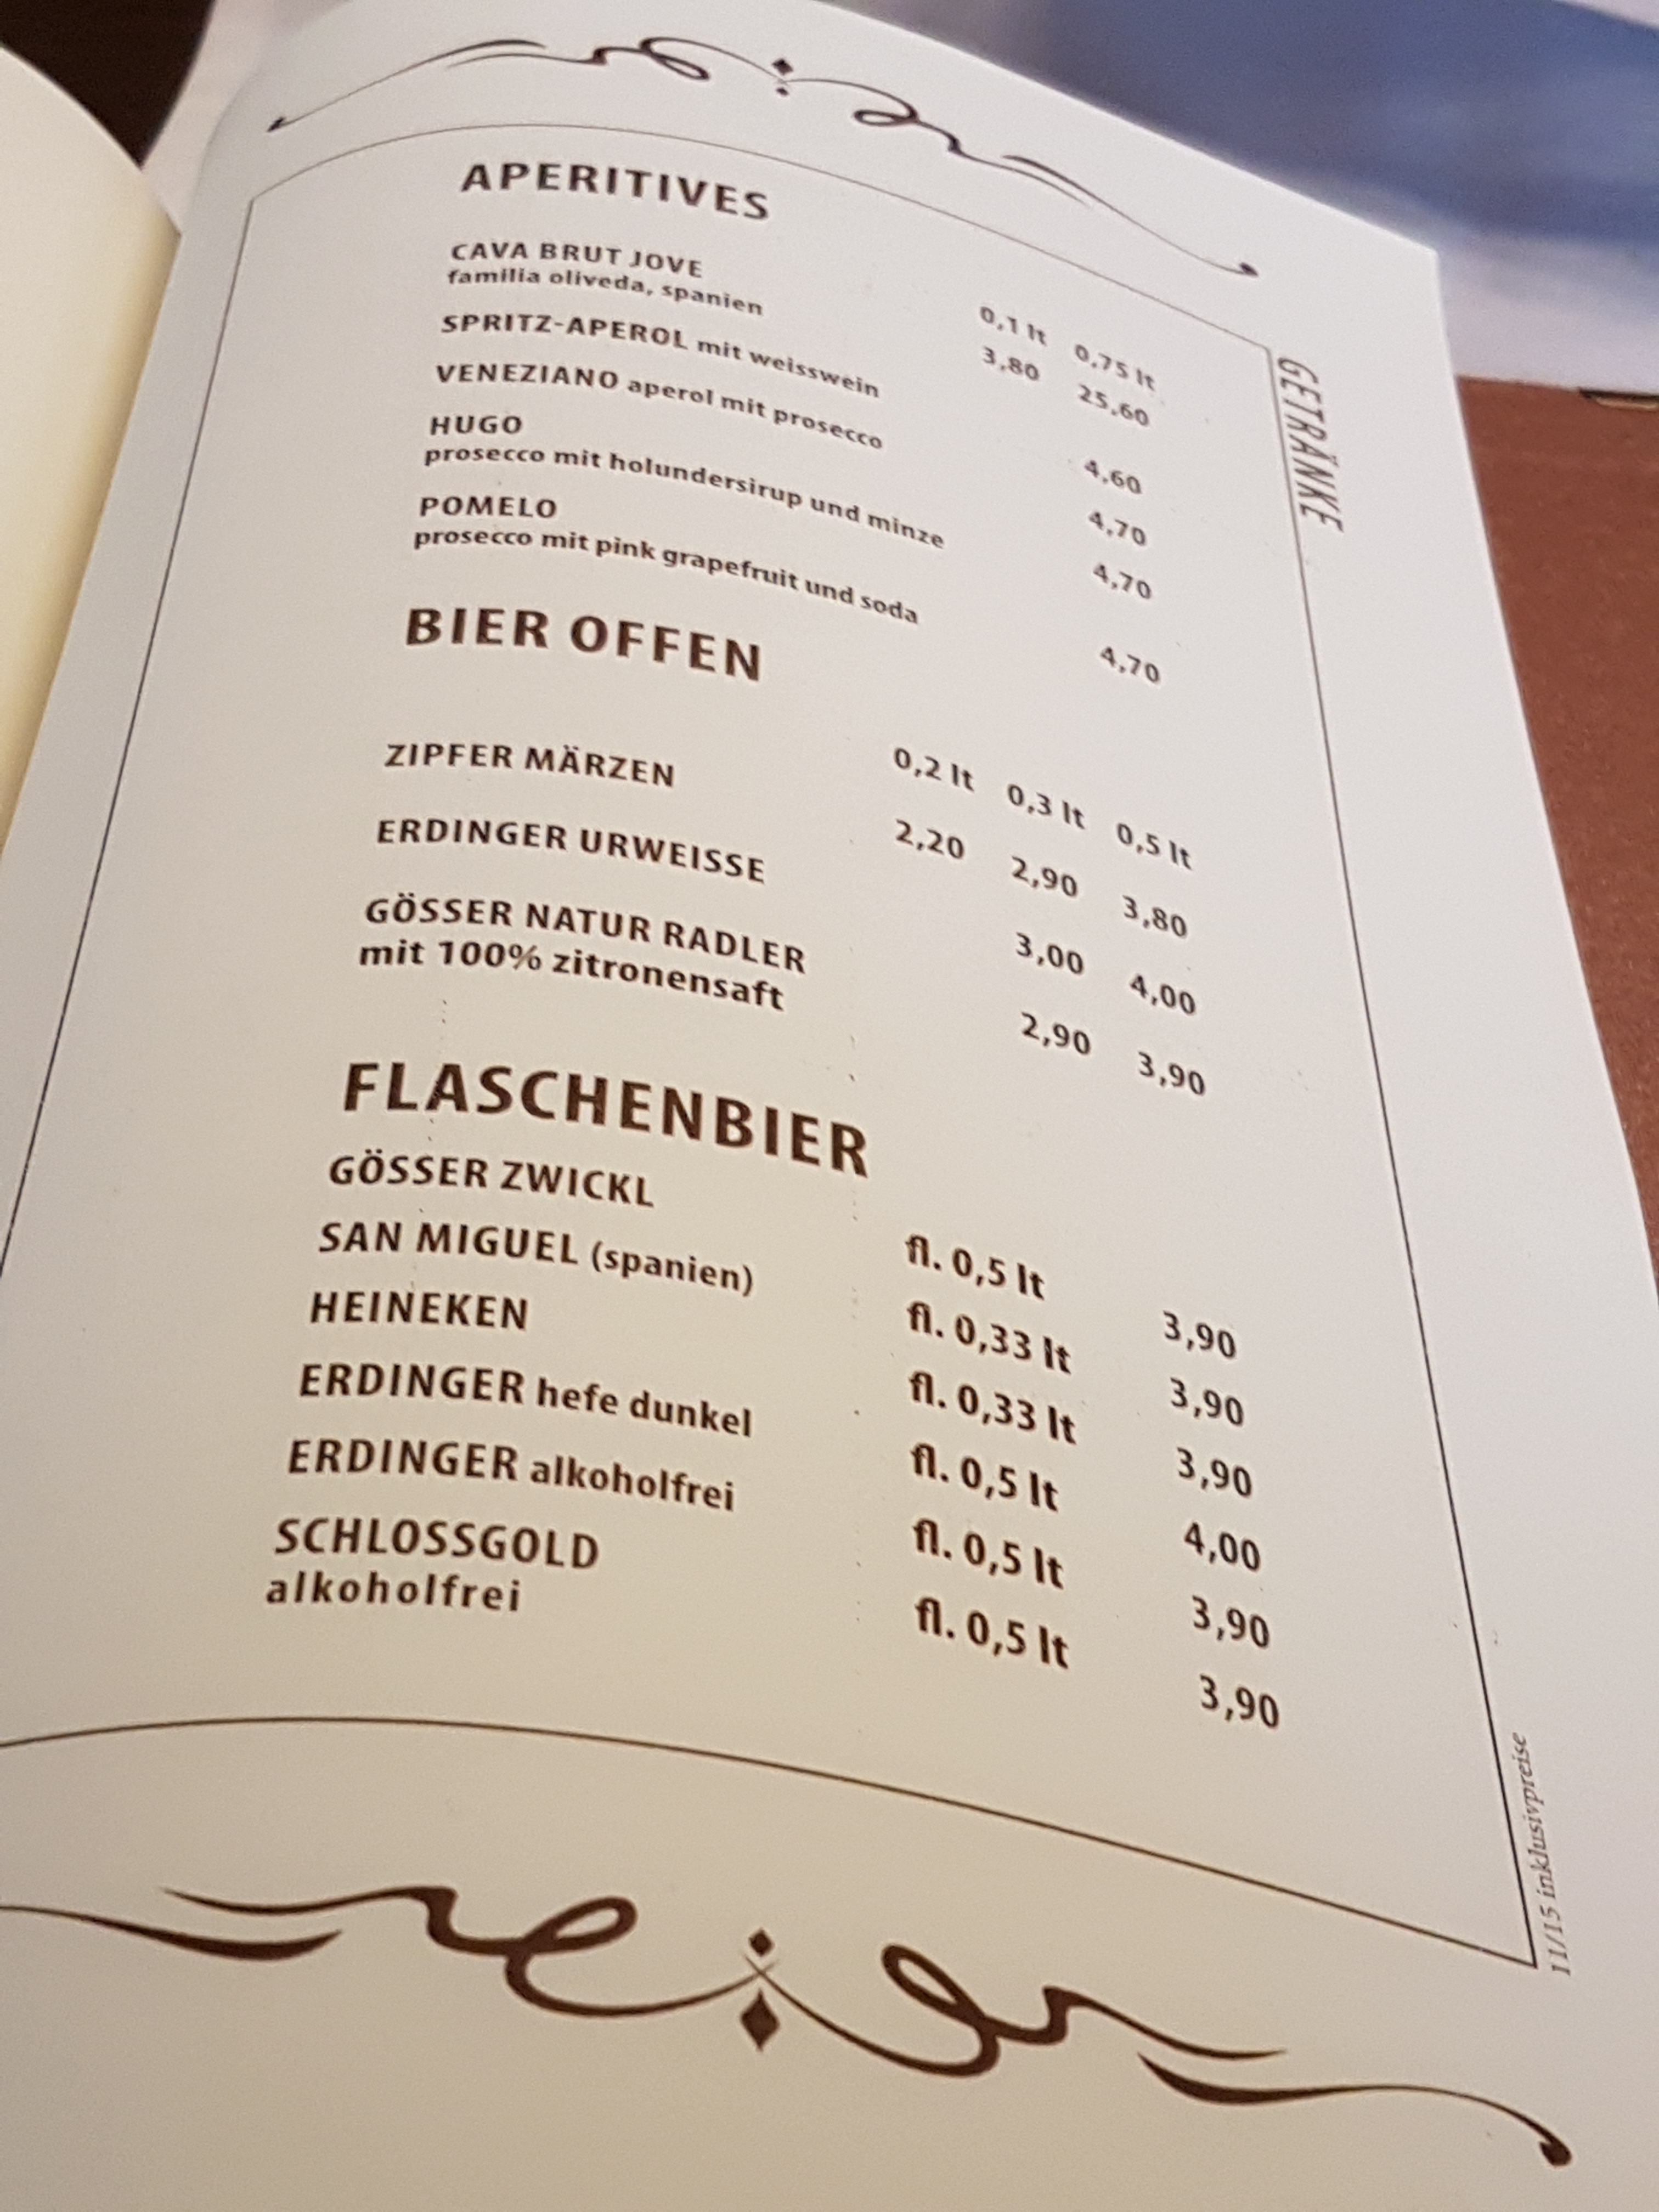 APERITIVES
0,1 lt 0,75 lt
CAVA BRUT JOVE 3,80 25,60
familia oliveda, spanien
SPRITZ-APEROL mit weisswein 4,60
VENEZIANO aperol mit prosecco 4,70
HUGO 4,70
prosecco mit holundersirup und minze
POMELO 4,70
prosecco mit pink grapefruit und soda
BIER OFFEN
0,2 lt 0,3 lt 0,5 lt
ZIPFER MÄRZEN 2,20 2,90 3,80
ERDINGER URWEISSE 3,00 4,00
GÖSSER NATUR RADLER 2,90 3,90
mit 100% zitronensaft
FLASCHENBIER
GÖSSER ZWICKL fl. 0,5 lt 3,90
SAN MIGUEL (spanien) fl. 0,33 lt 3,90
HEINEKEN fl. 0,33 lt 3,90
ERDINGER hefe dunkel fl. 0,5 lt 4,00
ERDINGER alkoholfrei fl. 0,5 lt 3,90
SCHLOSSGOLD fl. 0,5 lt 3,90
alkoholfrei
GETRÄNKE
11/15 inklusivpreise